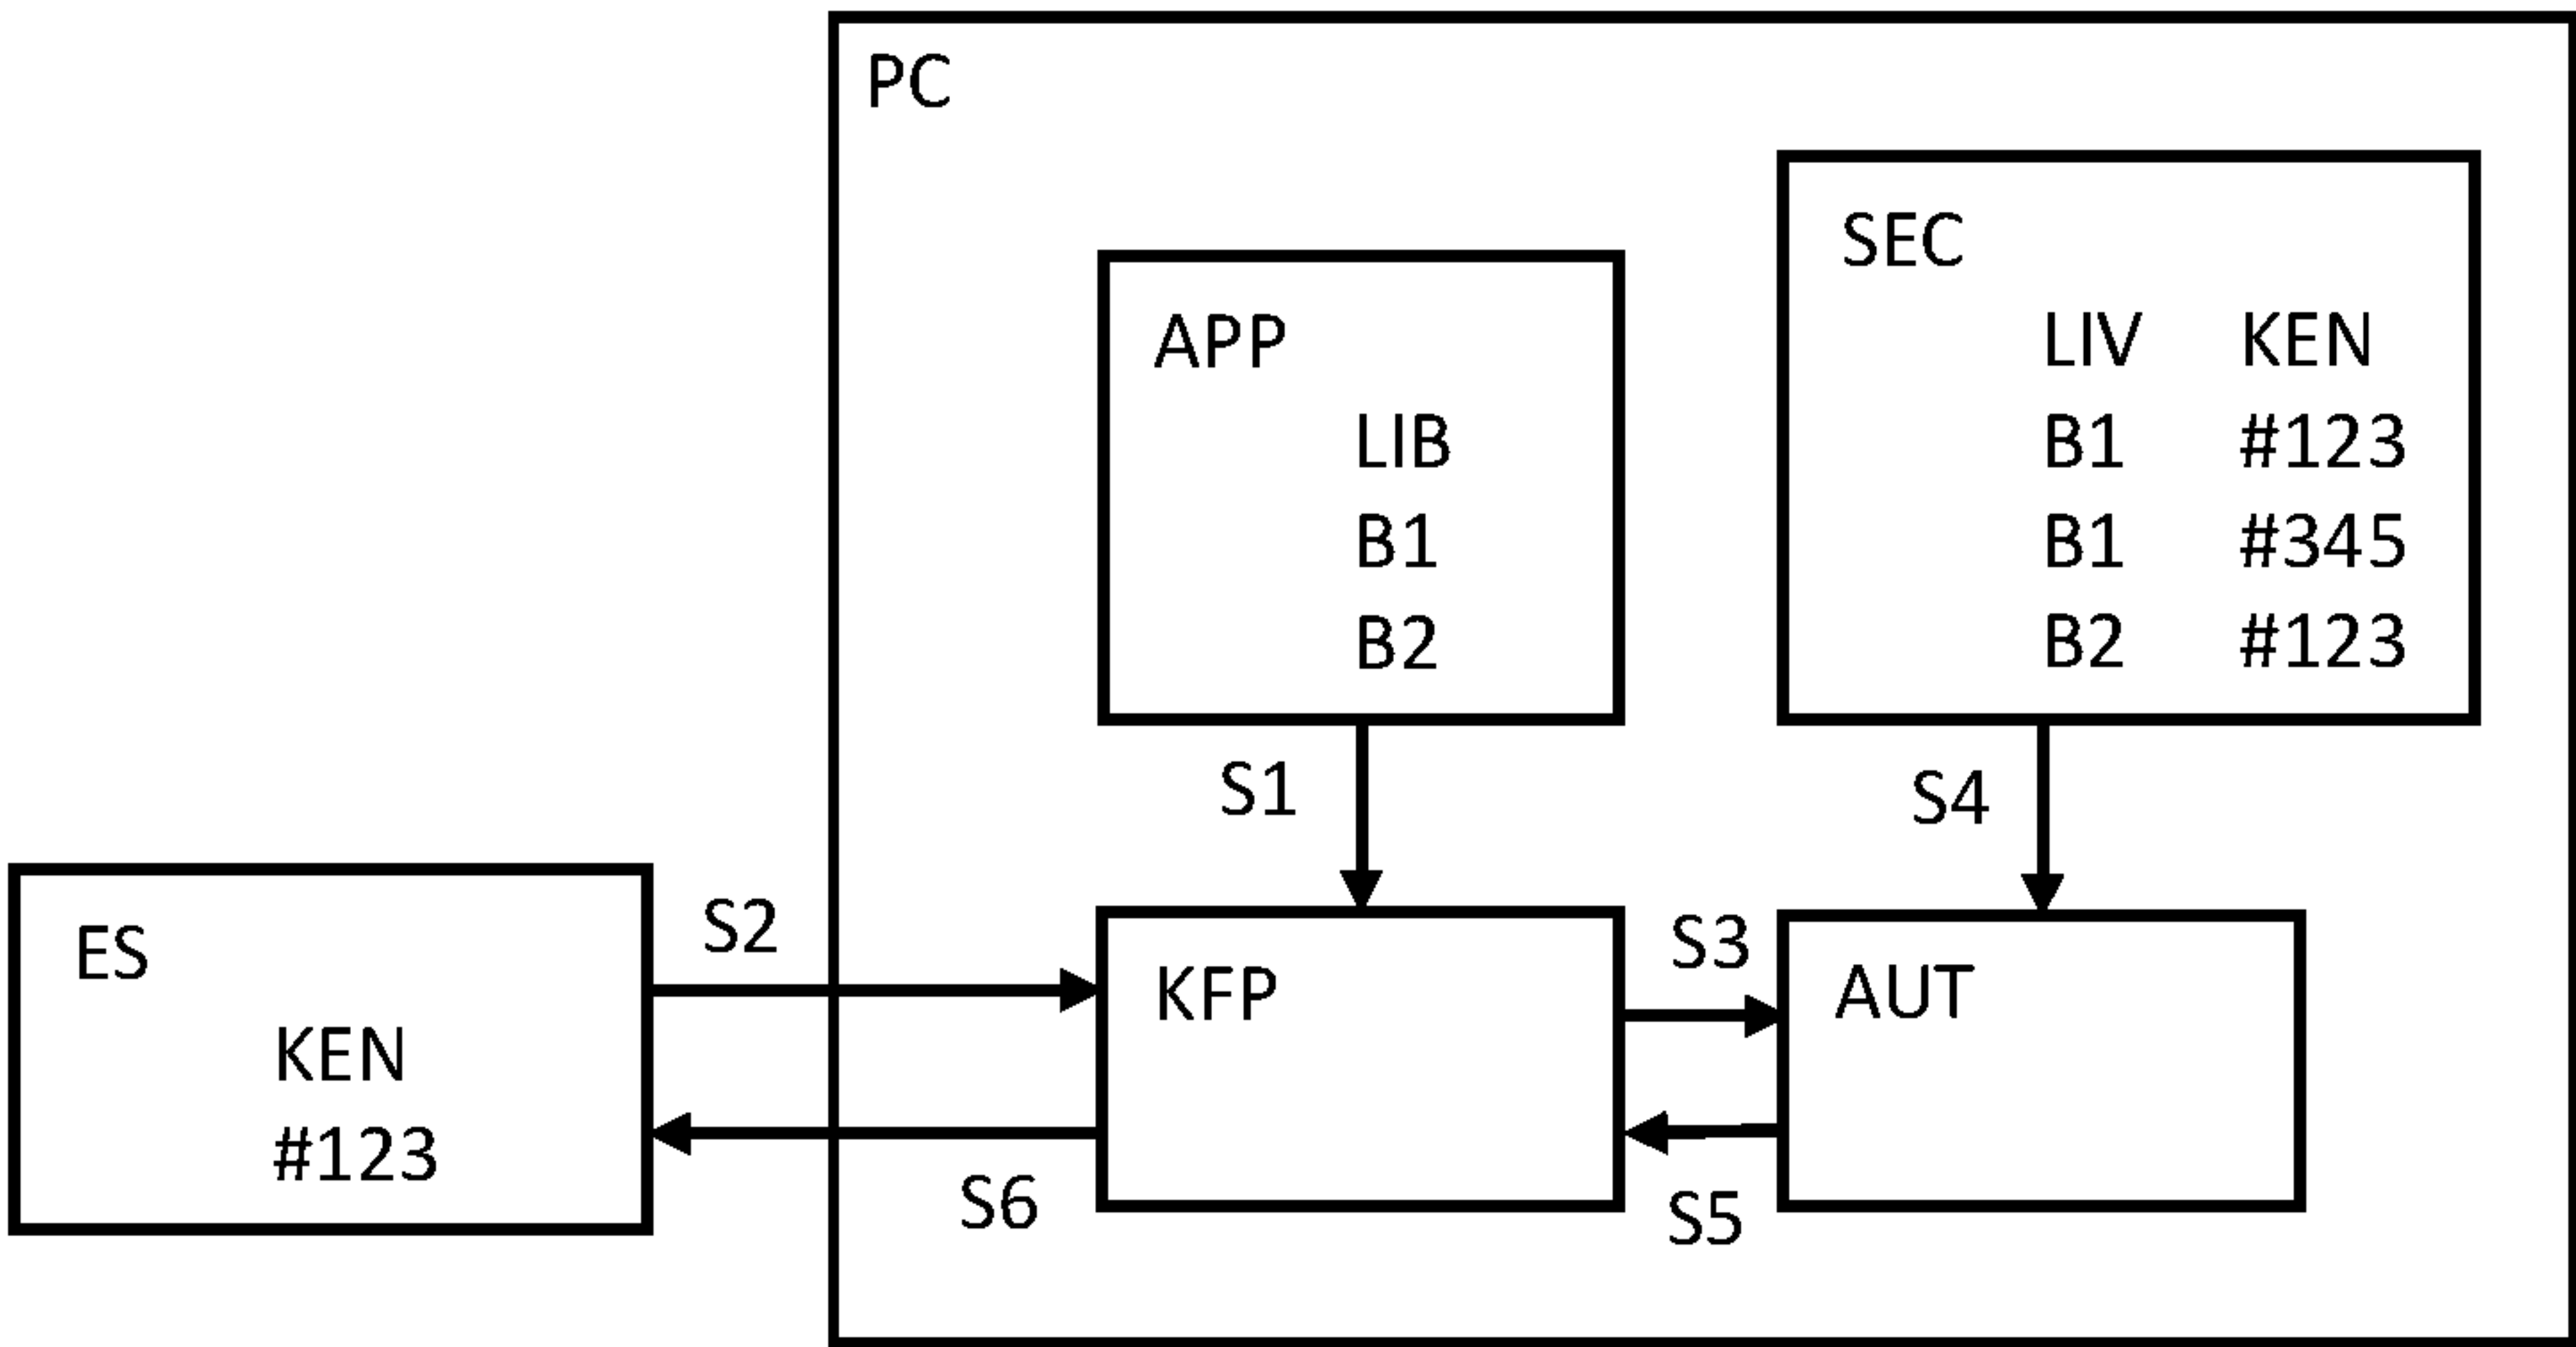 PC
APP
LIB
B1
B2
SEC
LIV KEN
B1 #123
B1 #345
B2 #123
S1
S4
ES
KEN
#123
S2
KFP
S3
AUT
S6
S5